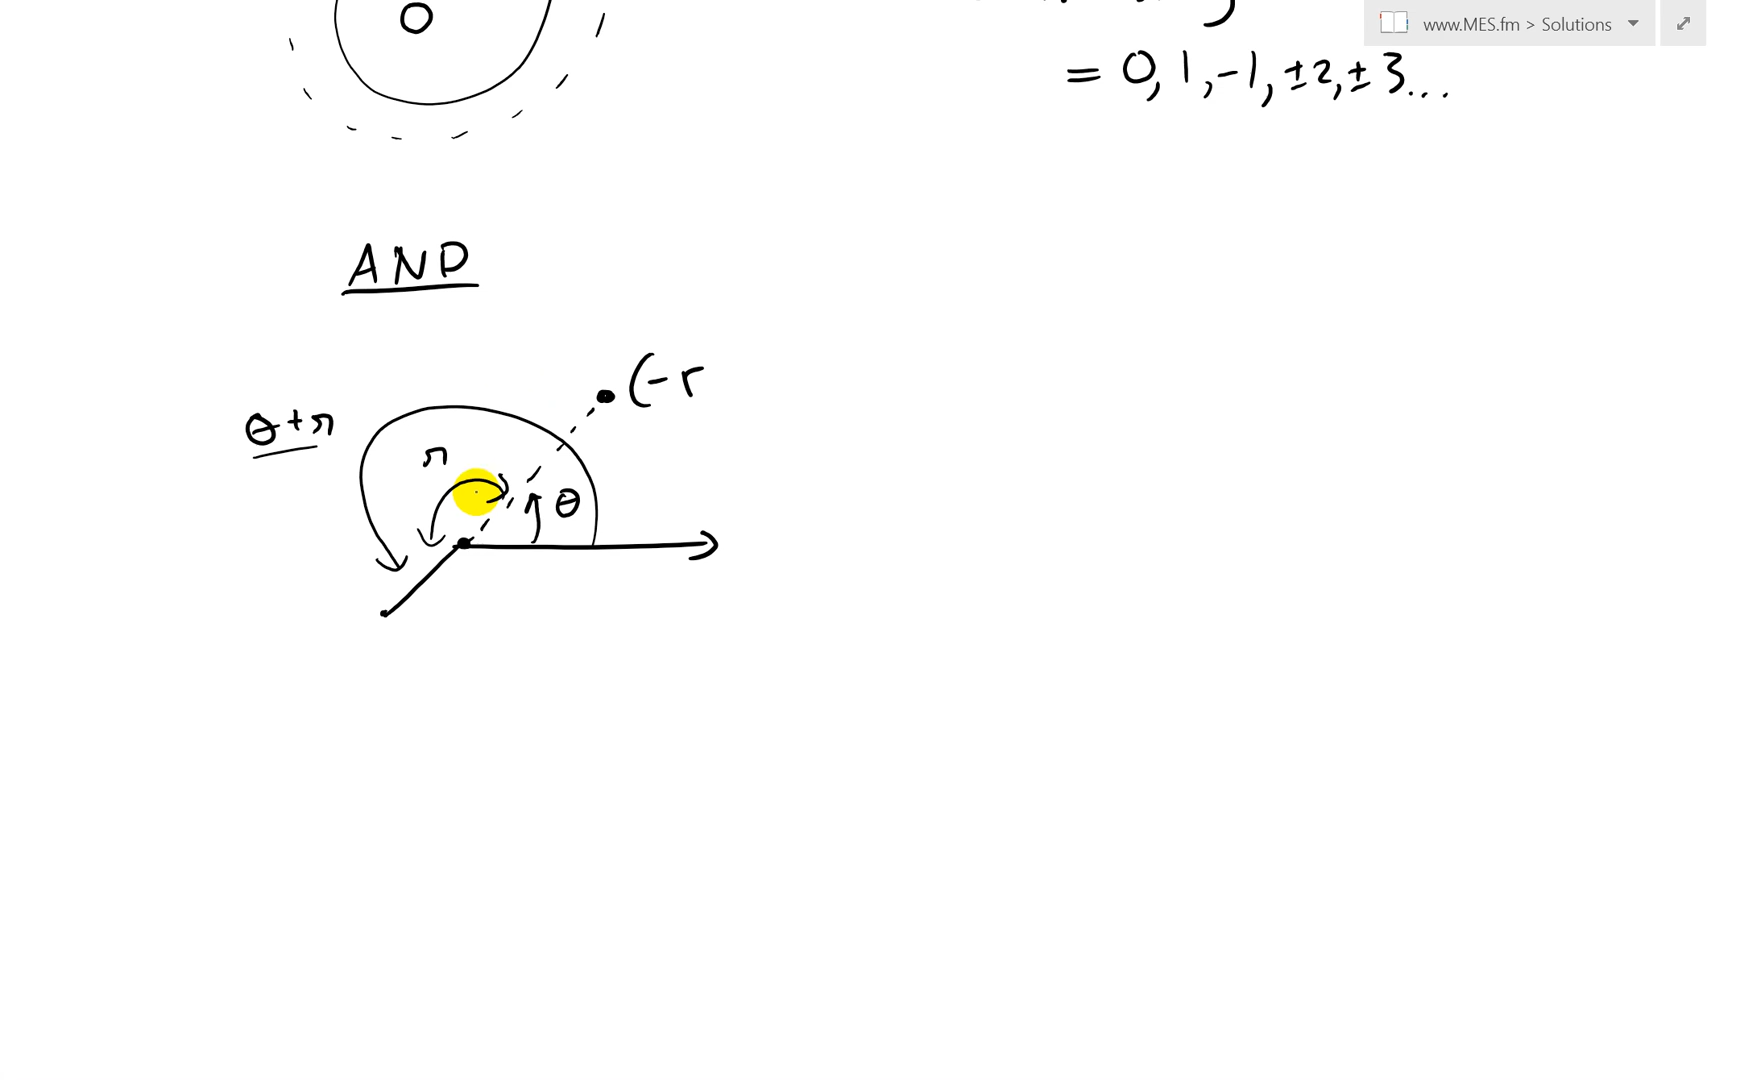 www.MES.fm > Solutions
= 0, 1, -1, ±2, ±3...
O
AND
(-r
θ+π
π
θ